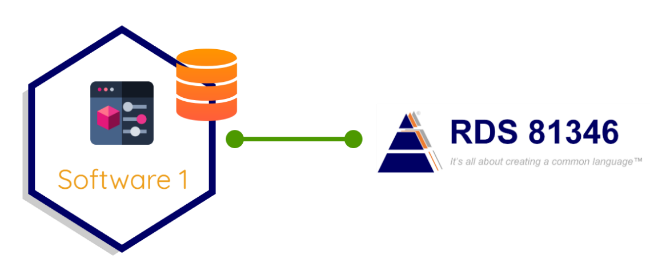 Software 1
RDS 81346
It's all about creating a common language™